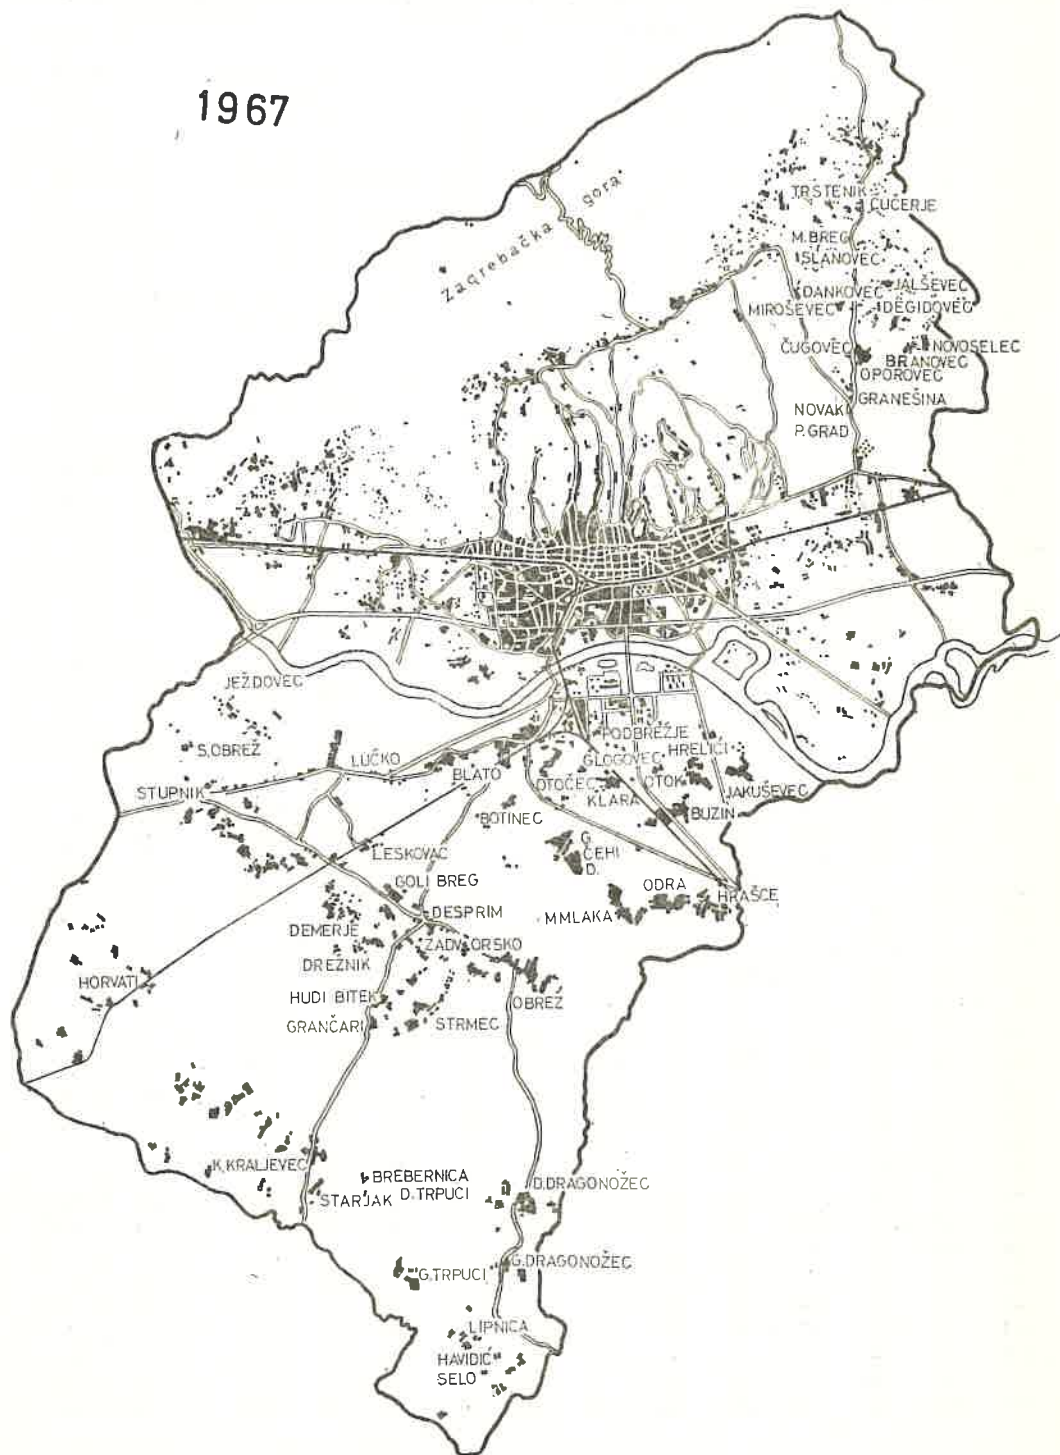 1967
Zagrebačka gora
TRSTENIK
ČUČERJE
M. BREG
SLANOVEC
JALŠEVEC
DANKOVEC
DEGIDOVEC
MIROŠEVEC
ČUGOVEC
NOVOSELEC
BRANOVEC
OPOROVEC
GRANEŠINA
NOVAKI
P. GRAD
JEŽDOVEC
S. OBREŽ
LUČKO
STUPNIK
BLATO
PODBREŽJE
HRELIĆI
GLOGOVEC
OTOČEC
OTOK
KLARA
JAKUŠEVEC
BUZIN
BOTINEC
LESKOVAC
G.
ČEHI
D.
GOLI BREG
ODRA
HRAŠĆE
DESPRIM
M MLAKA
DEMERJE
ZADVORSKO
DREŽNIK
HORVATI
HUDI BITEK
OBREZ
GRANČARI
STRMEC
K. KRALJEVEC
BREBERNICA
D. TRPUCI
STARJAK
D. DRAGONOŽEC
G. DRAGONOŽEC
G. TRPUCI
LIPNICA
HAVIDIĆ
SELO